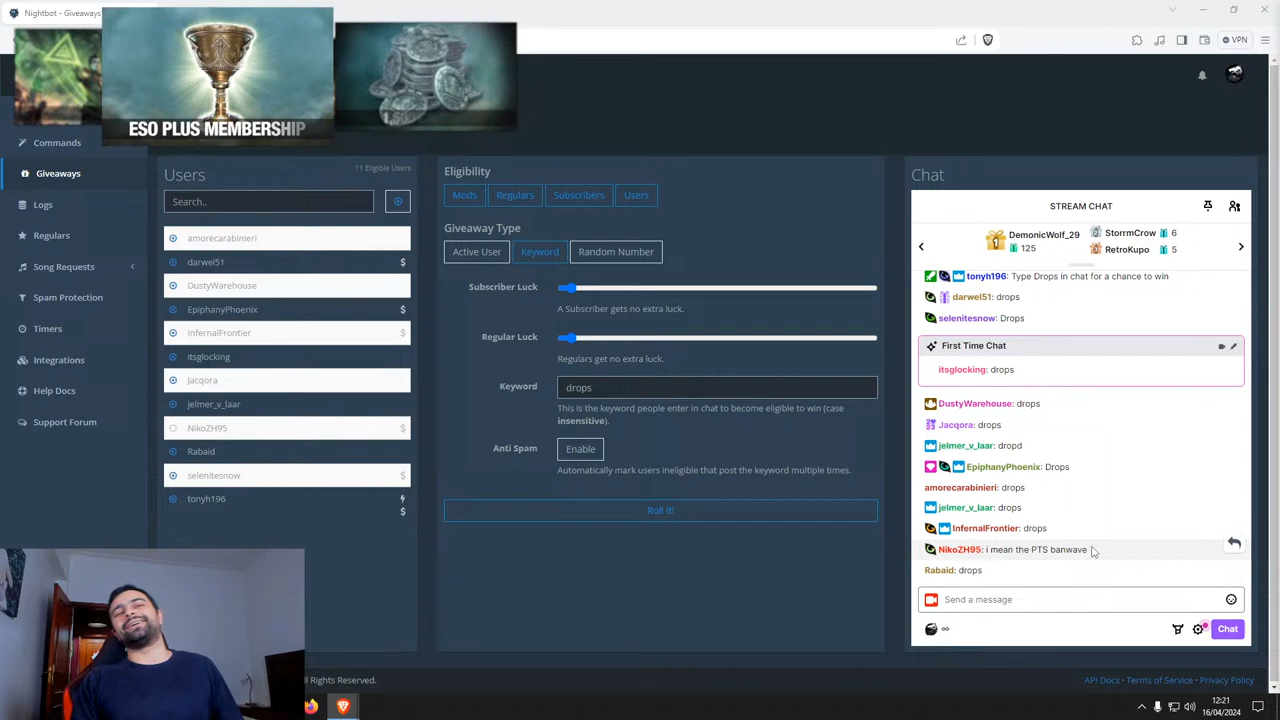 Nightbot - Giveaways
VPN
ESO PLUS MEMBERSHIP
Commands
Giveaways
Logs
Regulars
Song Requests
Spam Protection
Timers
Integrations
Help Docs
Support Forum
Users
11 Eligible Users
Search..
amorecarabinieri
darwel51 $
DustyWarehouse
EpiphanyPhoenix $
InfernalFrontier $
itsglocking
Jacqora $
jelmer_v_laar $
NikoZH95 $
Rabaid
selenitesnow $
tonyh196
$
Eligibility
Mods Regulars Subscribers Users
Giveaway Type
Active User Keyword Random Number
Subscriber Luck
A Subscriber gets no extra luck.
Regular Luck
Regulars get no extra luck.
Keyword drops
This is the keyword people enter in chat to become eligible to win (case
insensitive).
Anti Spam Enable
Automatically mark users ineligible that post the keyword multiple times.
Roll It!
Chat
STREAM CHAT
DemonicWolf_29
125
StorrmCrow 6
RetroKupo 5
tonyh196: Type Drops in chat for a chance to win
darwel51: drops
selenitesnow: Drops
First Time Chat
itsglocking: drops
DustyWarehouse: drops
Jacqora: drops
jelmer_v_laar: dropd
EpiphanyPhoenix: Drops
amorecarabinieri: drops
jelmer_v_laar: drops
InfernalFrontier: drops
NikoZH95: i mean the PTS banwave
Rabaid: drops
Send a message
Chat
ll Rights Reserved.
API Docs · Terms of Service · Privacy Policy
12:21
16/04/2024